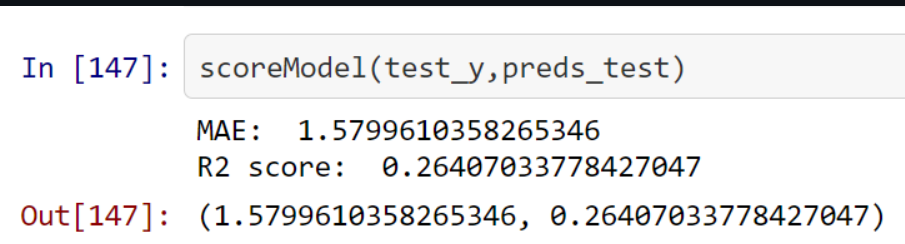 In [147]: scoreModel(test_y,preds_test)
MAE:  1.5799610358265346
R2 score:  0.26407033778427047
Out[147]: (1.5799610358265346, 0.26407033778427047)